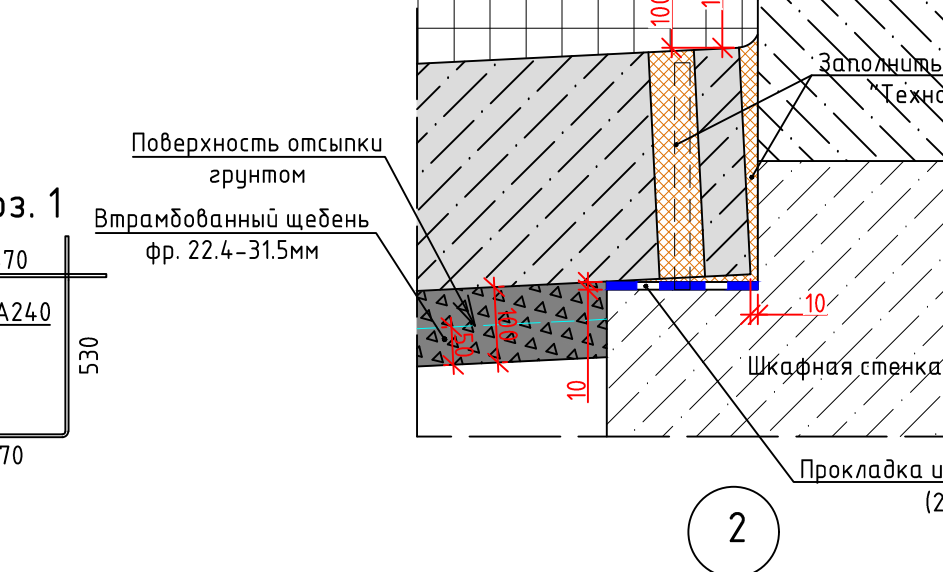 100
Заполнить
"Техно
Поверхность отсыпки
грунтом
Втрамбованный щебень
фр. 22.4-31.5мм
оз. 1
70
А240
530
70
100
50
10
10
Шкафная стенка
Прокладка и
(2
2